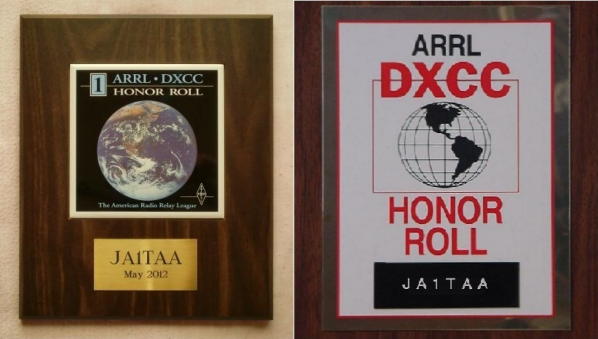 1 ARRL • DXCC
HONOR ROLL
The American Radio Relay League
JA1TAA
May 2012
ARRL
DXCC
HONOR
ROLL
JA1TAA